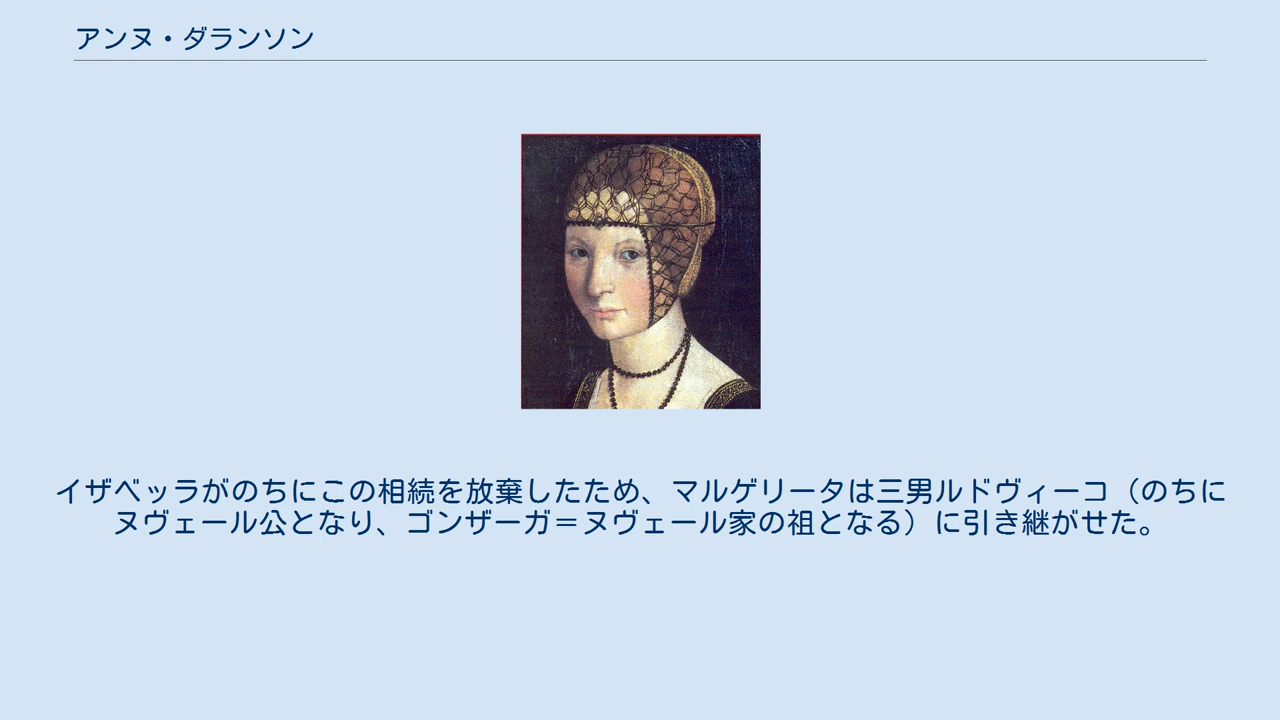 アンヌ・ダランソン
イザベッラがのちにこの相続を放棄したため、マルゲリータは三男ルドヴィーコ（のちに
ヌヴェール公となり、ゴンザーガ＝ヌヴェール家の祖となる）に引き継がせた。